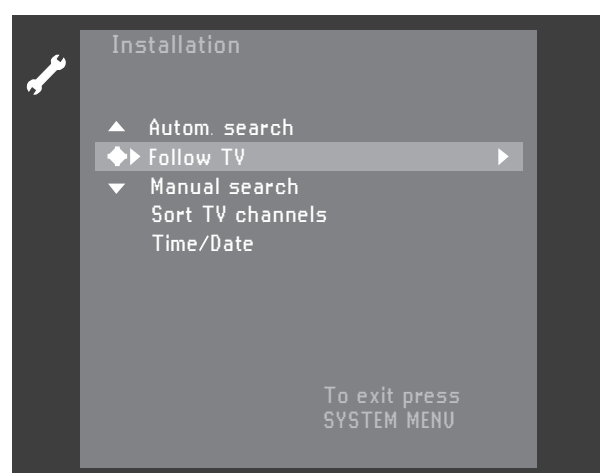 Installation
Autom. search
Follow TV
Manual search
Sort TV channels
Time/Date
To exit press
SYSTEM MENU